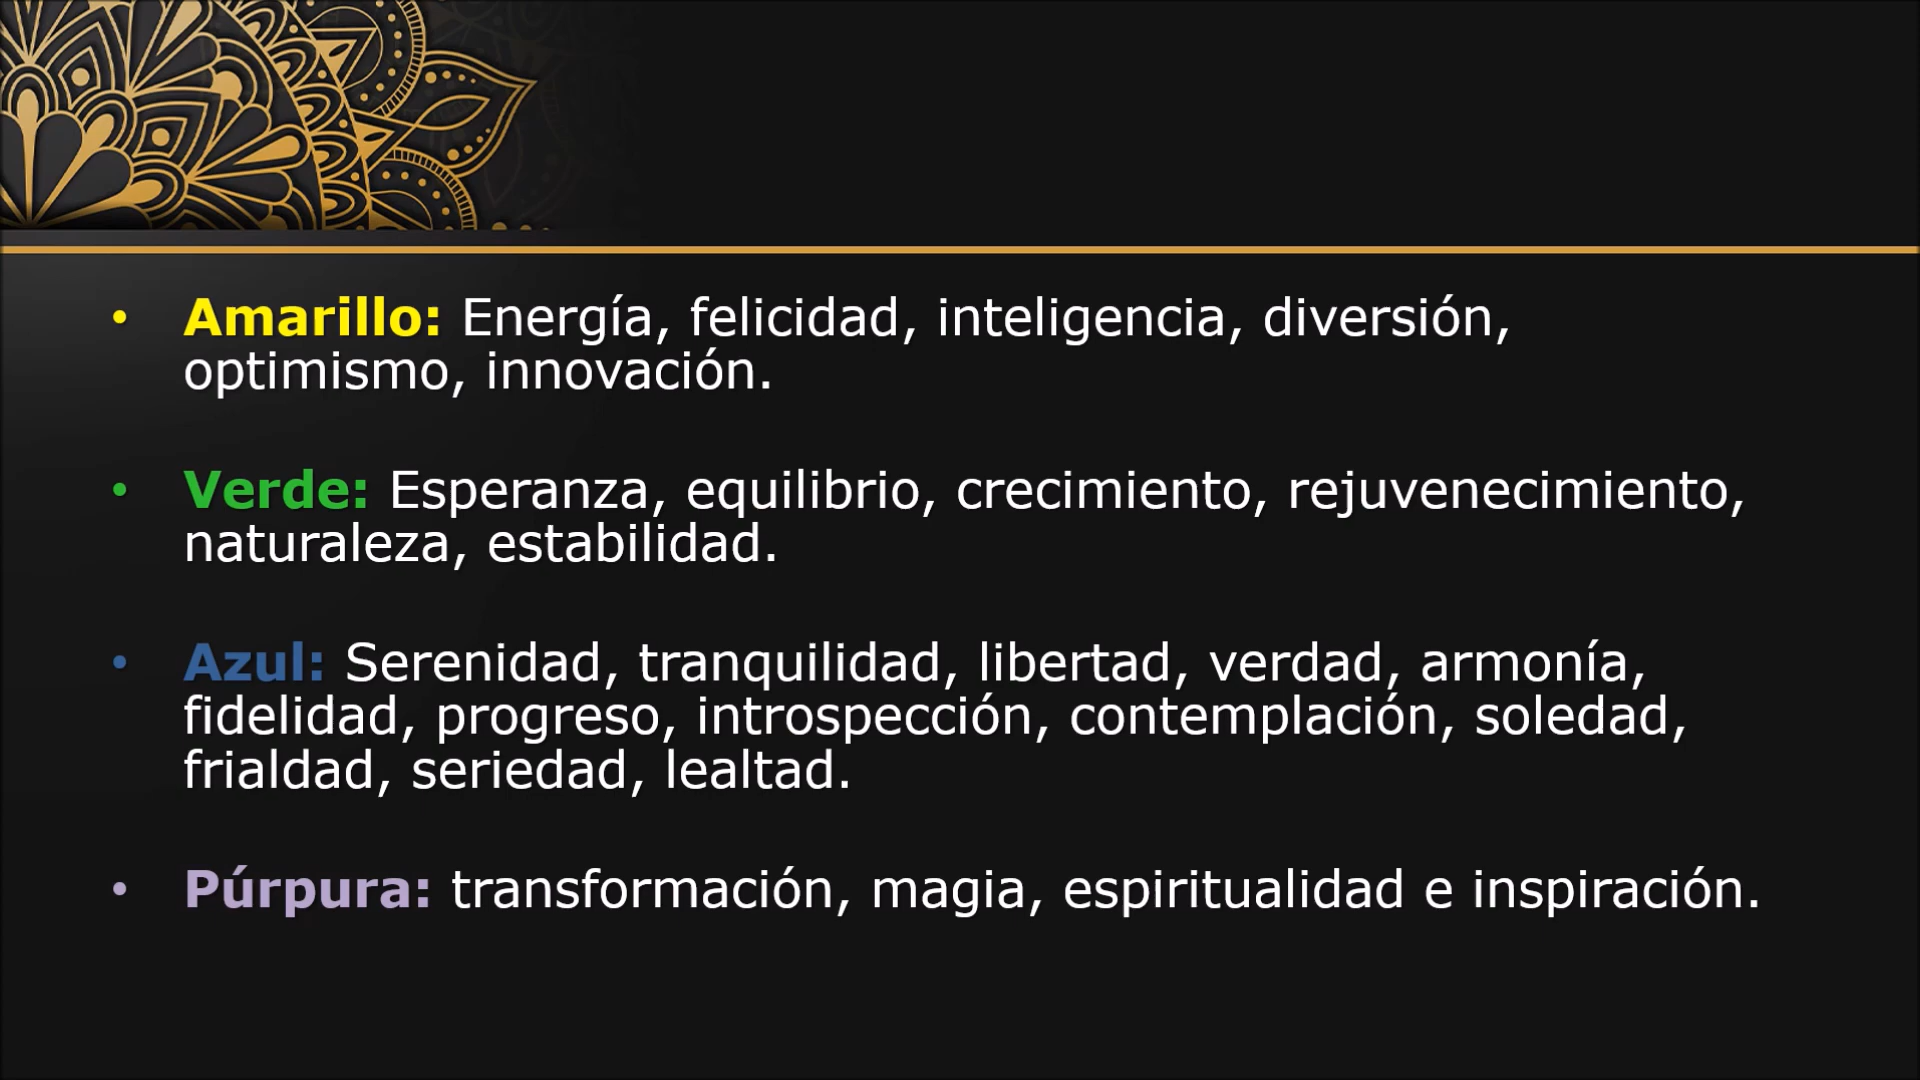 • Amarillo: Energía, felicidad, inteligencia, diversión,
optimismo, innovación.
• Verde: Esperanza, equilibrio, crecimiento, rejuvenecimiento,
naturaleza, estabilidad.
• Azul: Serenidad, tranquilidad, libertad, verdad, armonía,
fidelidad, progreso, introspección, contemplación, soledad,
frialdad, seriedad, lealtad.
• Púrpura: transformación, magia, espiritualidad e inspiración.